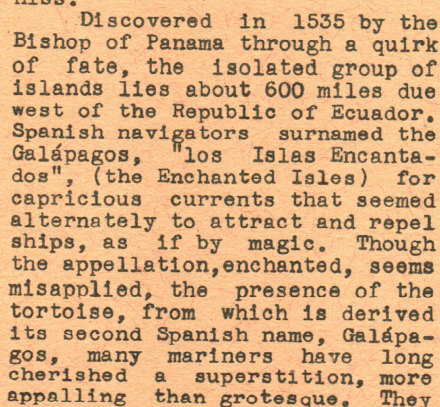 miss.
Discovered in 1535 by the
Bishop of Panama through a quirk
of fate, the isolated group of
islands lies about 600 miles due
west of the Republic of Ecuador.
Spanish navigators surnamed the
Galápagos, "los Islas Encanta-
dos", (the Enchanted Isles) for
capricious currents that seemed
alternately to attract and repel
ships, as if by magic. Though
the appellation,enchanted, seems
misapplied, the presence of the
tortoise, from which is derived
its second Spanish name, Galápa-
gos, many mariners have long
cherished a superstition, more
appalling than grotesque. They